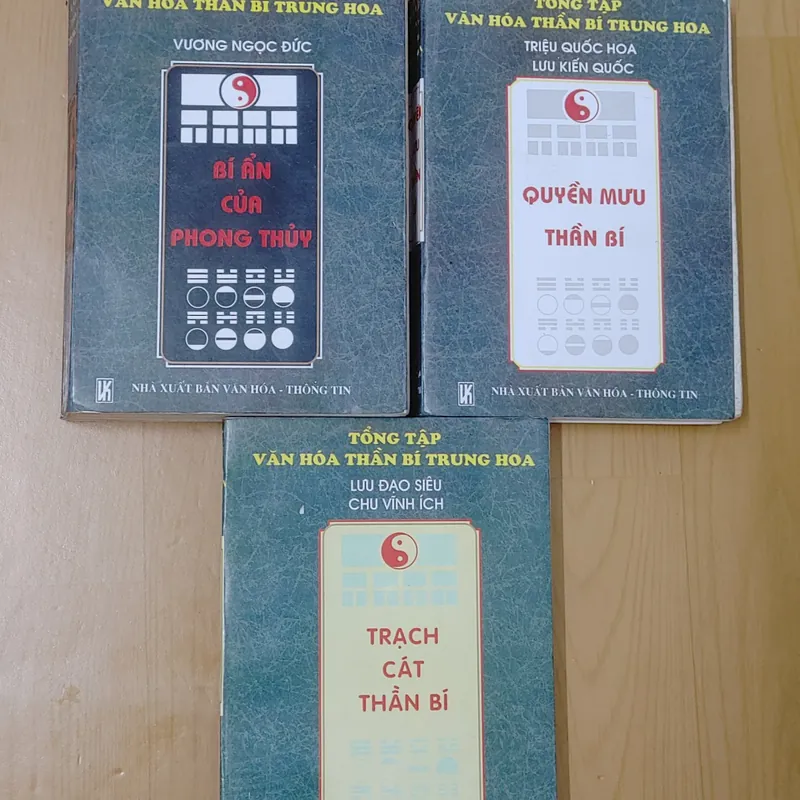 VĂN HÓA THẦN BÍ TRUNG HOA
VƯƠNG NGỌC ĐỨC
BÍ ẨN
CỦA
PHONG THỦY
NHÀ XUẤT BẢN VĂN HÓA - THÔNG TIN
TỔNG TẬP
VĂN HÓA THẦN BÍ TRUNG HOA
TRIỆU QUỐC HOA
LƯU KIẾN QUỐC
QUYỀN MƯU
THẦN BÍ
NHÀ XUẤT BẢN VĂN HÓA - THÔNG TIN
TỔNG TẬP
VĂN HÓA THẦN BÍ TRUNG HOA
LƯU ĐẠO SIÊU
CHU VĨNH ÍCH
TRẠCH
CÁT
THẦN BÍ